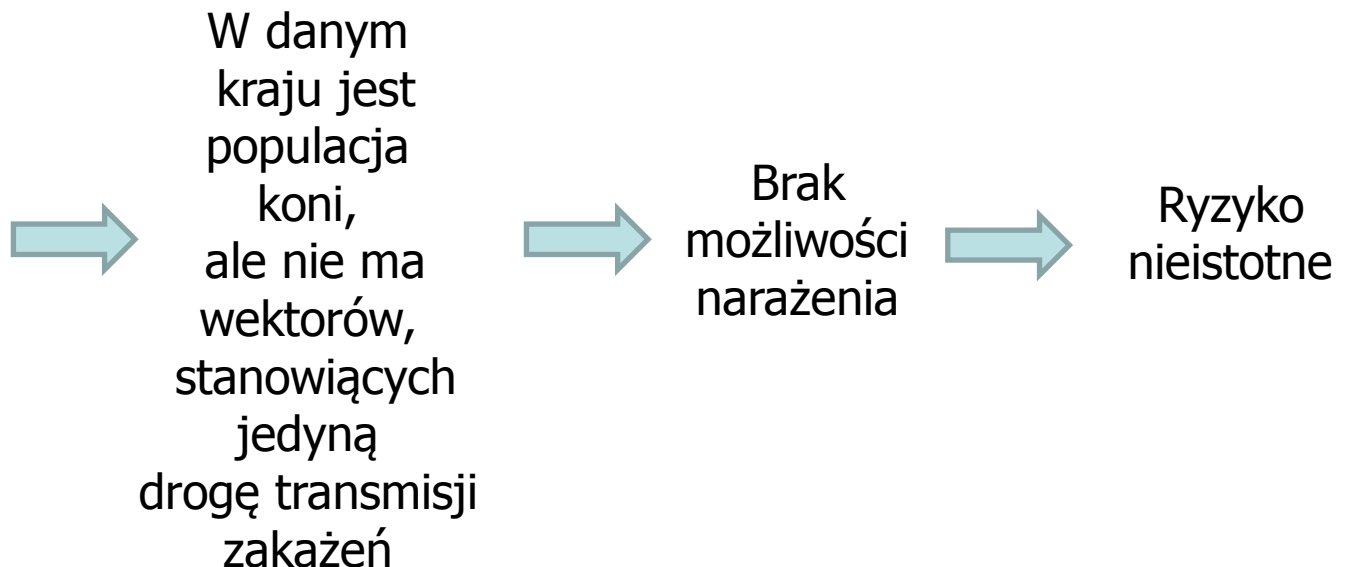 W danym
kraju jest
populacja
koni,
ale nie ma
wektorów,
stanowiących
jedyną
drogę transmisji
zakażeń
Brak
możliwości
narażenia
Ryzyko
nieistotne